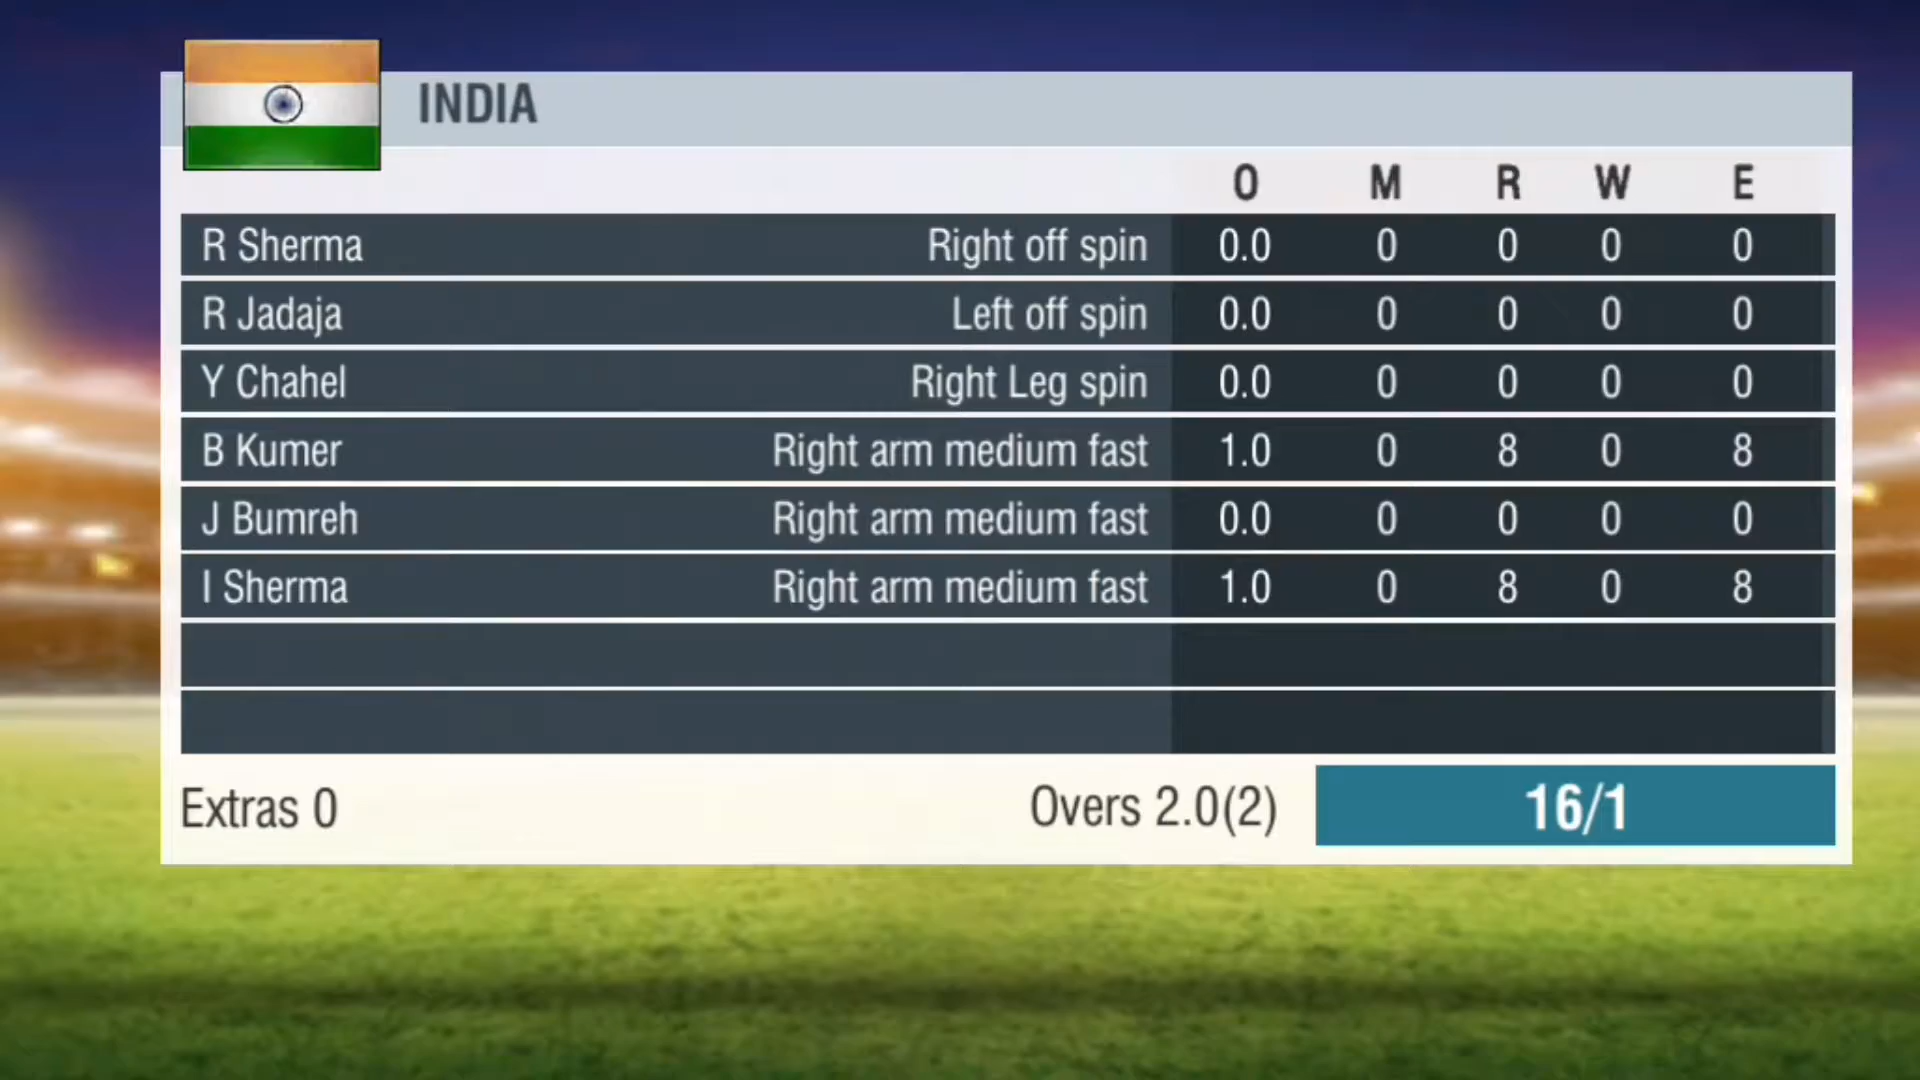 INDIA
O M R W E
R Sherma Right off spin 0.0 0 0 0 0
R Jadaja Left off spin 0.0 0 0 0 0
Y Chahel Right Leg spin 0.0 0 0 0 0
B Kumer Right arm medium fast 1.0 0 8 0 8
J Bumreh Right arm medium fast 0.0 0 0 0 0
I Sherma Right arm medium fast 1.0 0 8 0 8
Extras 0 Overs 2.0(2) 16/1